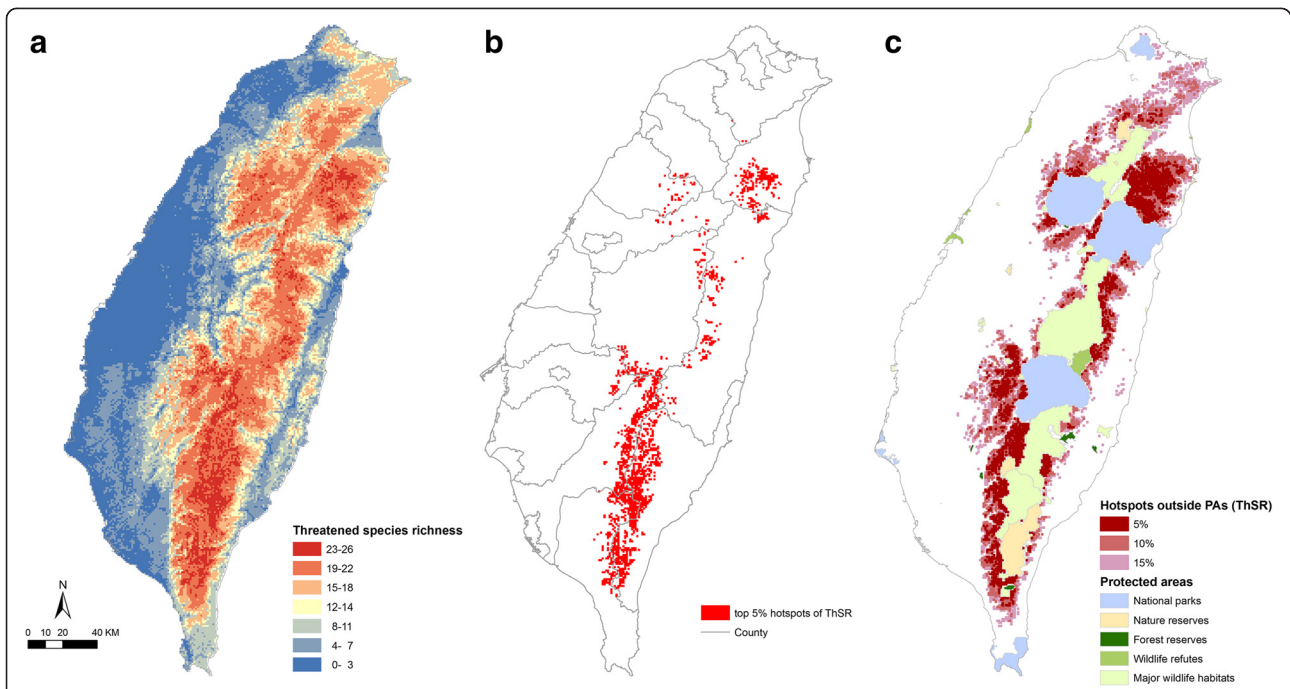 a
b
c
Threatened species richness
23-26
19-22
15-18
12-14
8-11
4- 7
0- 3
N
0 10 20 40 KM
top 5% hotspots of ThSR
County
Hotspots outside PAs (ThSR)
5%
10%
15%
Protected areas
National parks
Nature reserves
Forest reserves
Wildlife refutes
Major wildlife habitats